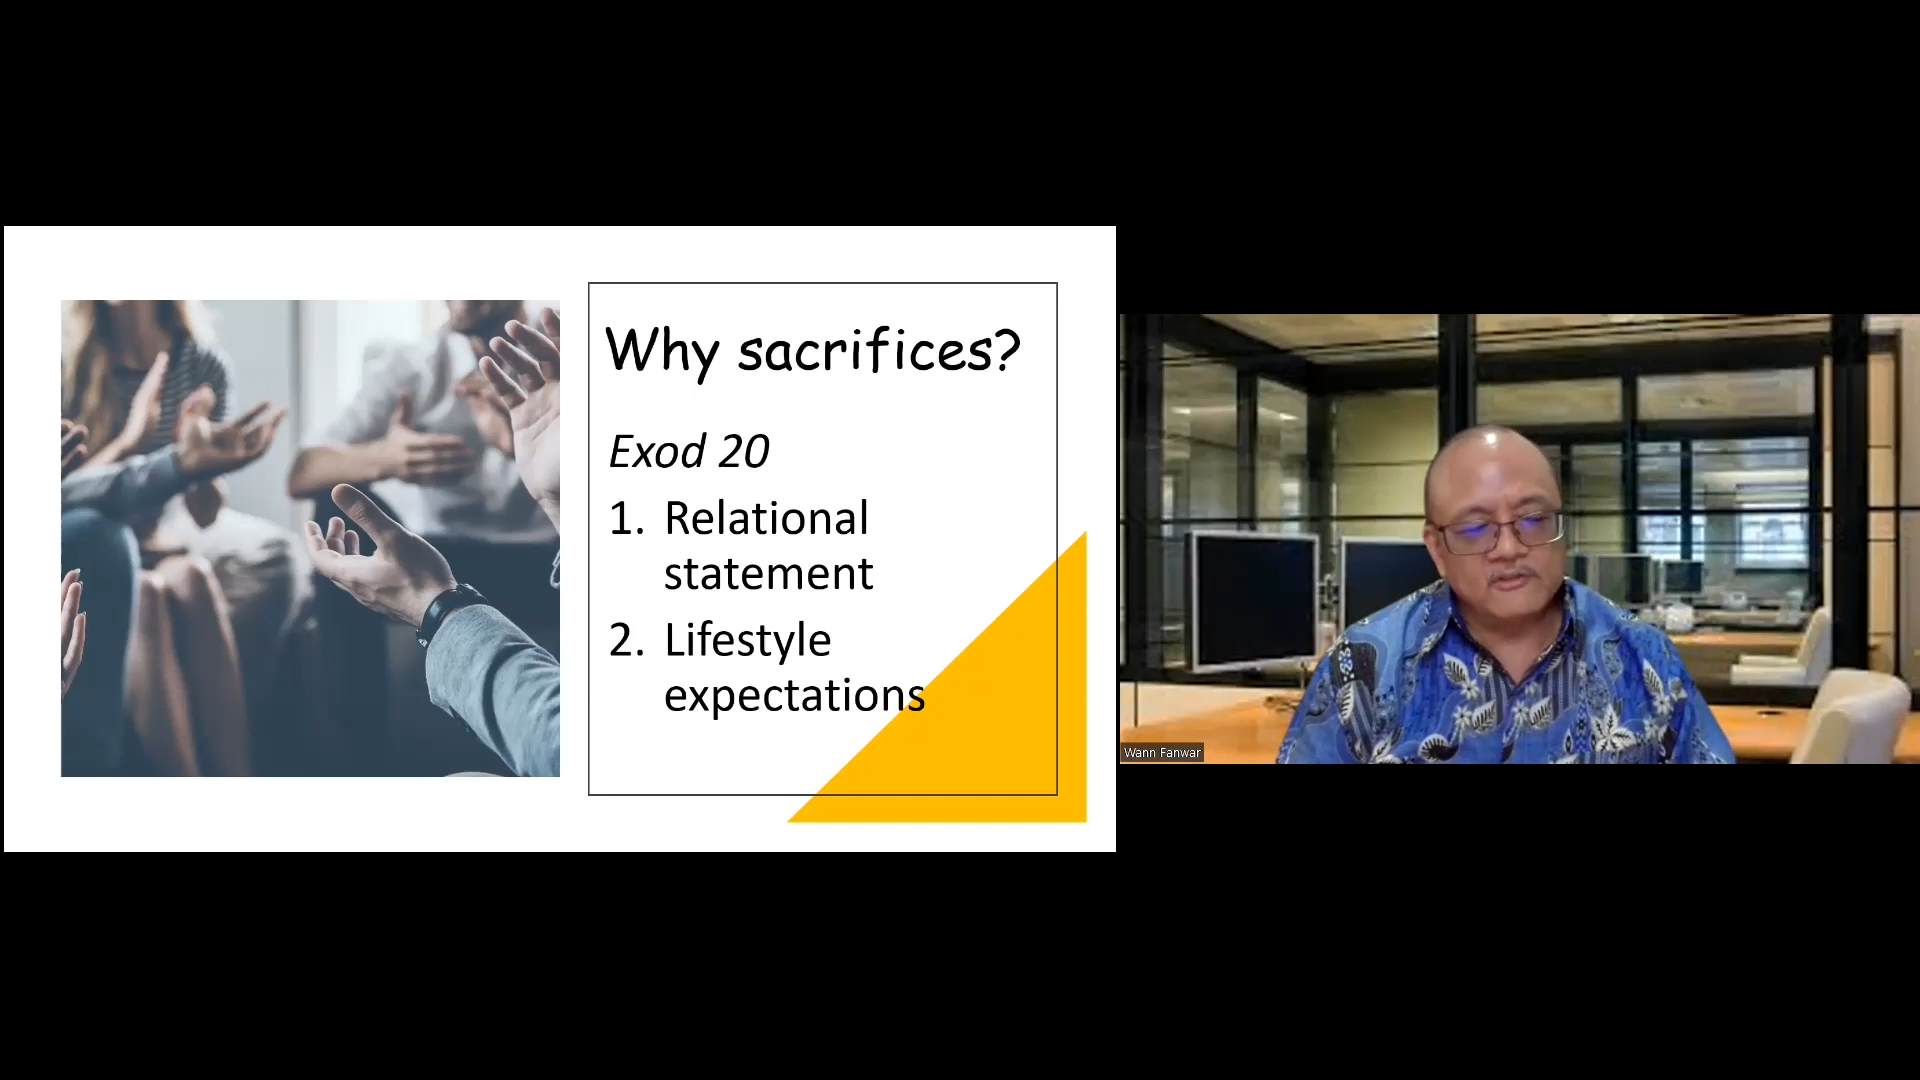 Why sacrifices?
Exod 20
1. Relational
statement
2. Lifestyle
expectations
Wann Fanwar